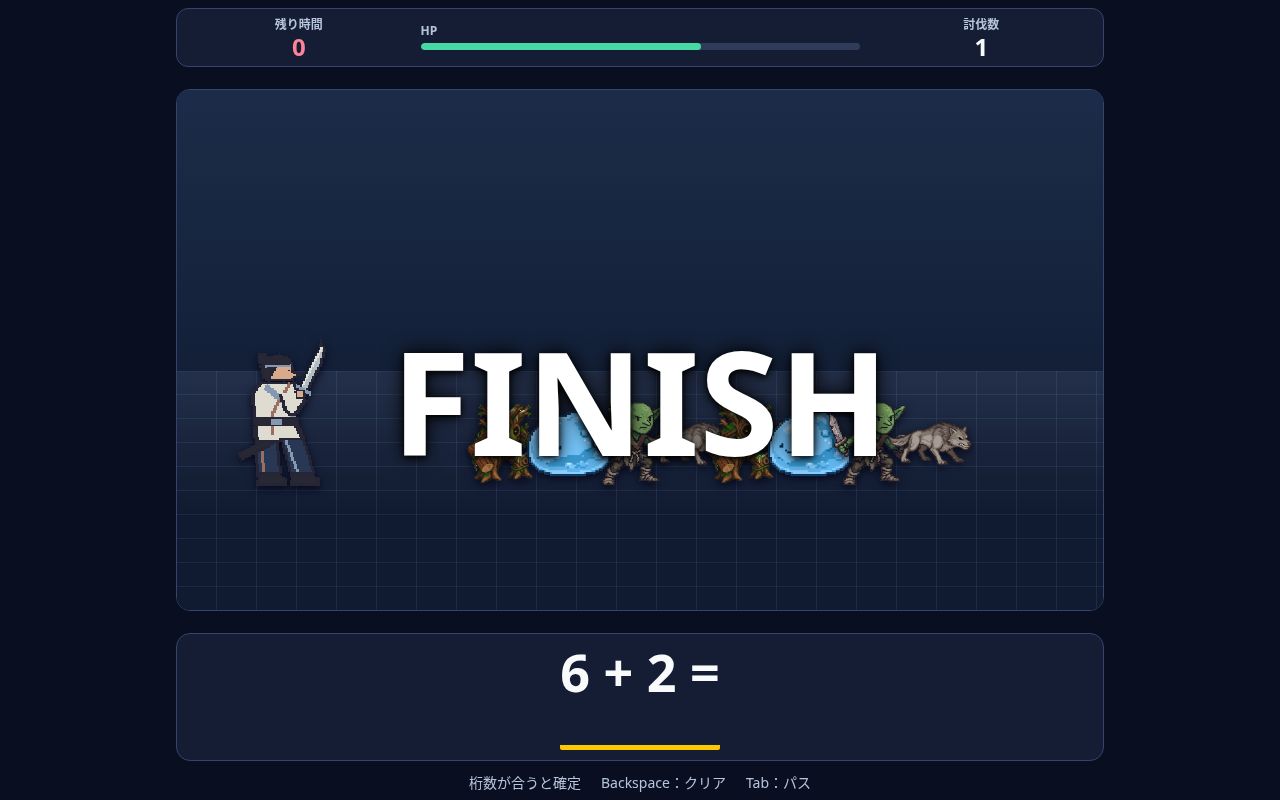 残り時間
0
HP
討伐数
1
FINISH
6 + 2 =
桁数が合うと確定 Backspace：クリア Tab：パス